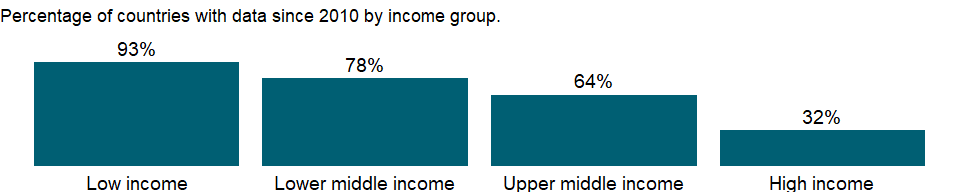 Percentage of countries with data since 2010 by income group.
93%
78%
64%
32%
Low income
Lower middle income
Upper middle income
High income